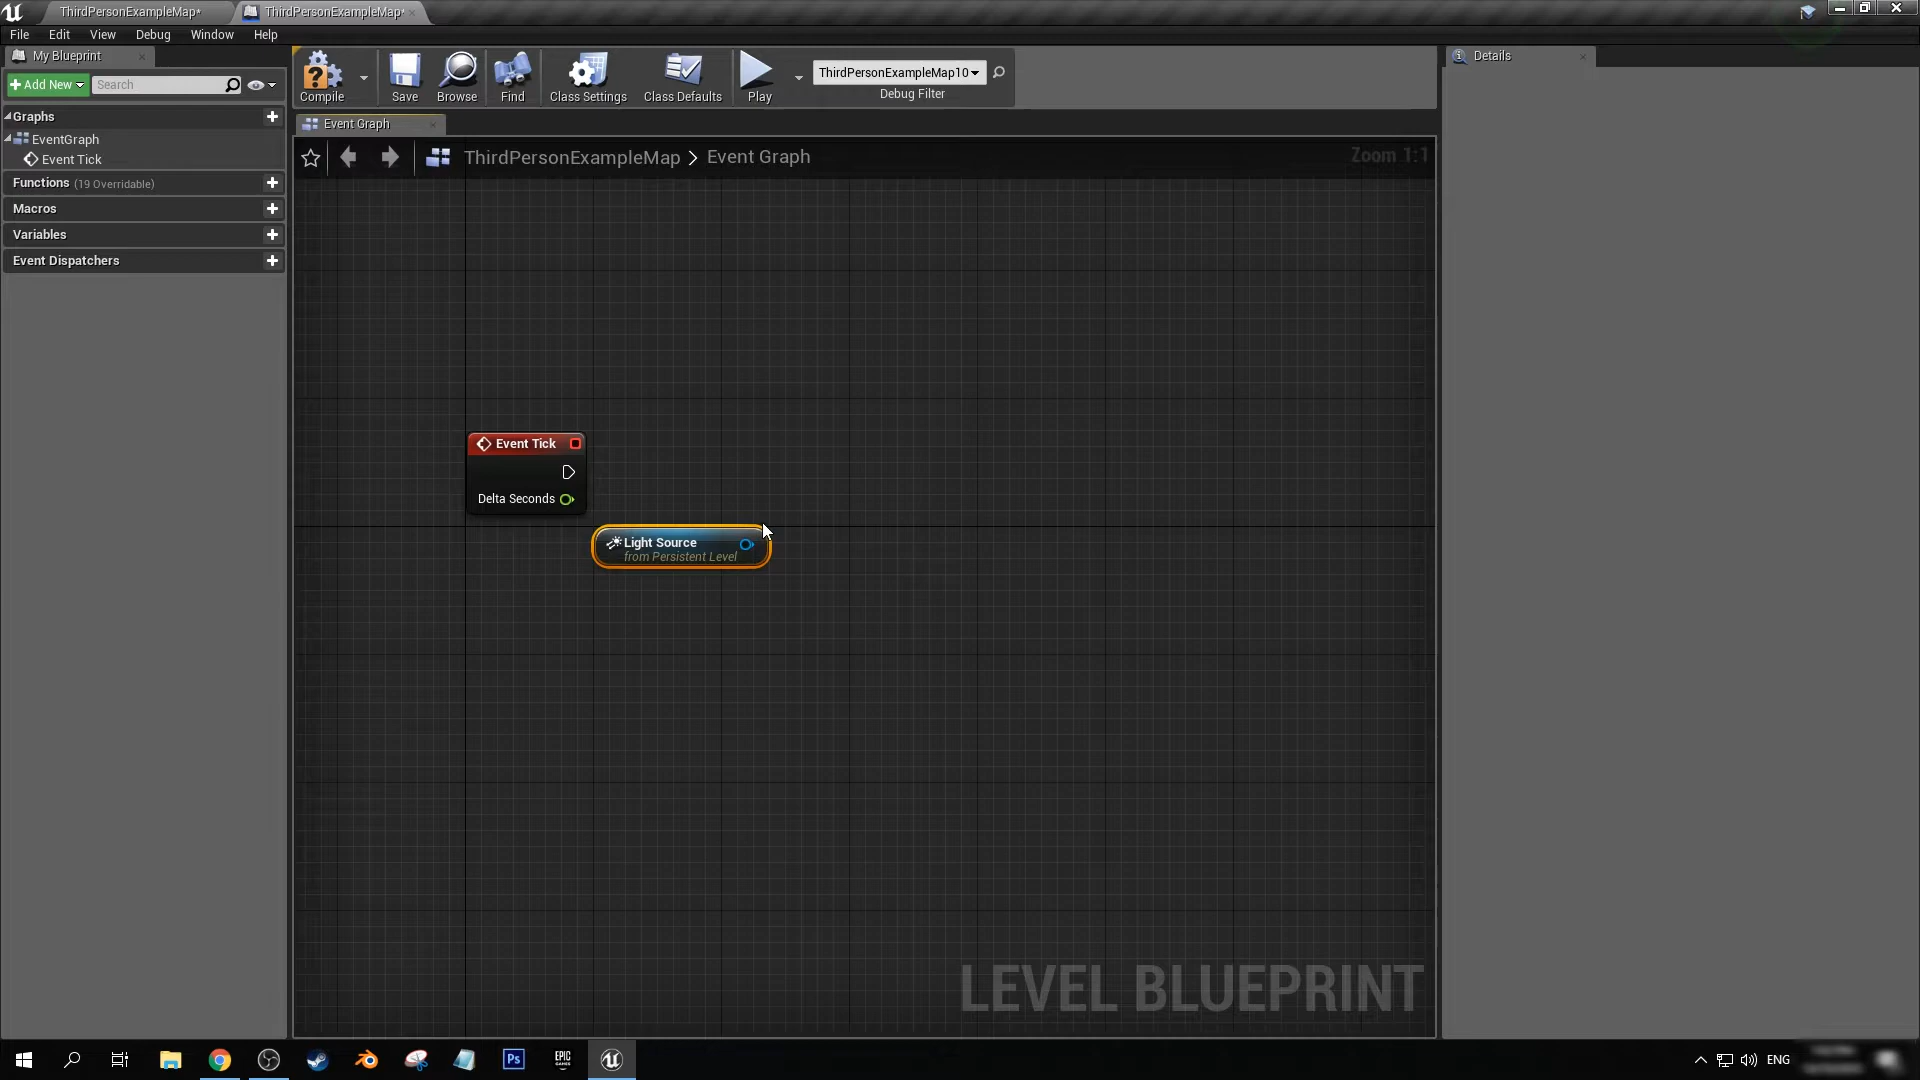 ThirdPersonExampleMap*
ThirdPersonExampleMap*
File Edit View Debug Window Help
My Blueprint
Add New
Search
Graphs
EventGraph
Event Tick
Functions (19 Overridable)
Macros
Variables
Event Dispatchers
Compile
Save
Browse
Find
Class Settings
Class Defaults
Play
ThirdPersonExampleMap10
Debug Filter
Event Graph
ThirdPersonExampleMap > Event Graph
Zoom 1:1
Event Tick
Delta Seconds
Light Source
from Persistent Level
LEVEL BLUEPRINT
Details
Ps
EPIC
GAMES
ENG